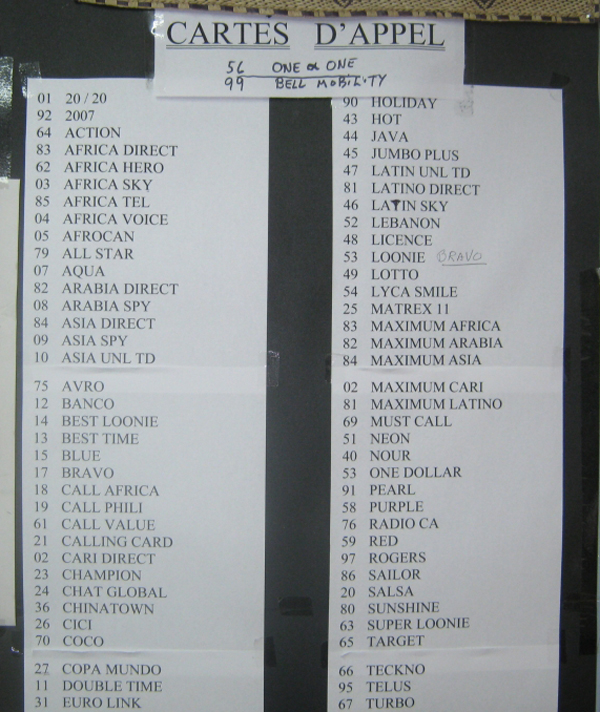 CARTES D'APPEL
56 ONE & ONE
99 BELL MOBILITY
01 20 / 20
92 2007
64 ACTION
83 AFRICA DIRECT
62 AFRICA HERO
03 AFRICA SKY
85 AFRICA TEL
04 AFRICA VOICE
05 AFROCAN
79 ALL STAR
07 AQUA
82 ARABIA DIRECT
08 ARABIA SPY
84 ASIA DIRECT
09 ASIA SPY
10 ASIA UNL TD
75 AVRO
12 BANCO
14 BEST LOONIE
13 BEST TIME
15 BLUE
17 BRAVO
18 CALL AFRICA
19 CALL PHILI
61 CALL VALUE
21 CALLING CARD
02 CARI DIRECT
23 CHAMPION
24 CHAT GLOBAL
36 CHINATOWN
26 CICI
70 COCO
27 COPA MUNDO
11 DOUBLE TIME
31 EURO LINK
90 HOLIDAY
43 HOT
44 JAVA
45 JUMBO PLUS
47 LATIN UNL TD
81 LATINO DIRECT
46 LATIN SKY
52 LEBANON
48 LICENCE
53 LOONIE BRAVO
49 LOTTO
54 LYCA SMILE
25 MATREX 11
83 MAXIMUM AFRICA
82 MAXIMUM ARABIA
84 MAXIMUM ASIA
02 MAXIMUM CARI
81 MAXIMUM LATINO
69 MUST CALL
51 NEON
40 NOUR
53 ONE DOLLAR
91 PEARL
58 PURPLE
76 RADIO CA
59 RED
97 ROGERS
86 SAILOR
20 SALSA
80 SUNSHINE
63 SUPER LOONIE
65 TARGET
66 TECKNO
95 TELUS
67 TURBO